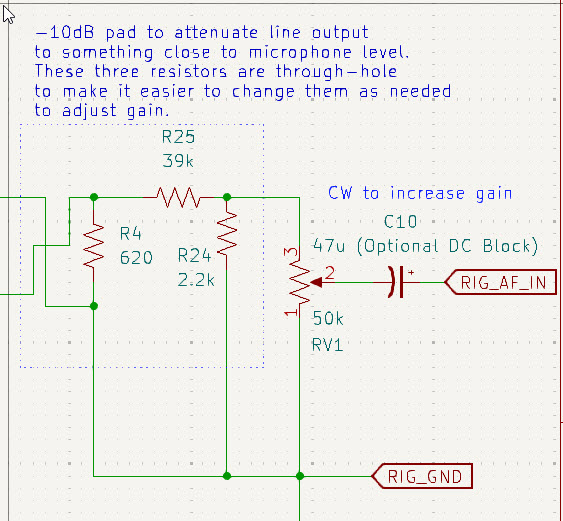 -10dB pad to attenuate line output
to something close to microphone level.
These three resistors are through-hole
to make it easier to change them as needed
to adjust gain.
R25
39k
CW to increase gain
C10
R4
620
R24
2.2k
47u (Optional DC Block)
3
2
+
RIG_AF_IN
1
50k
RV1
RIG_GND